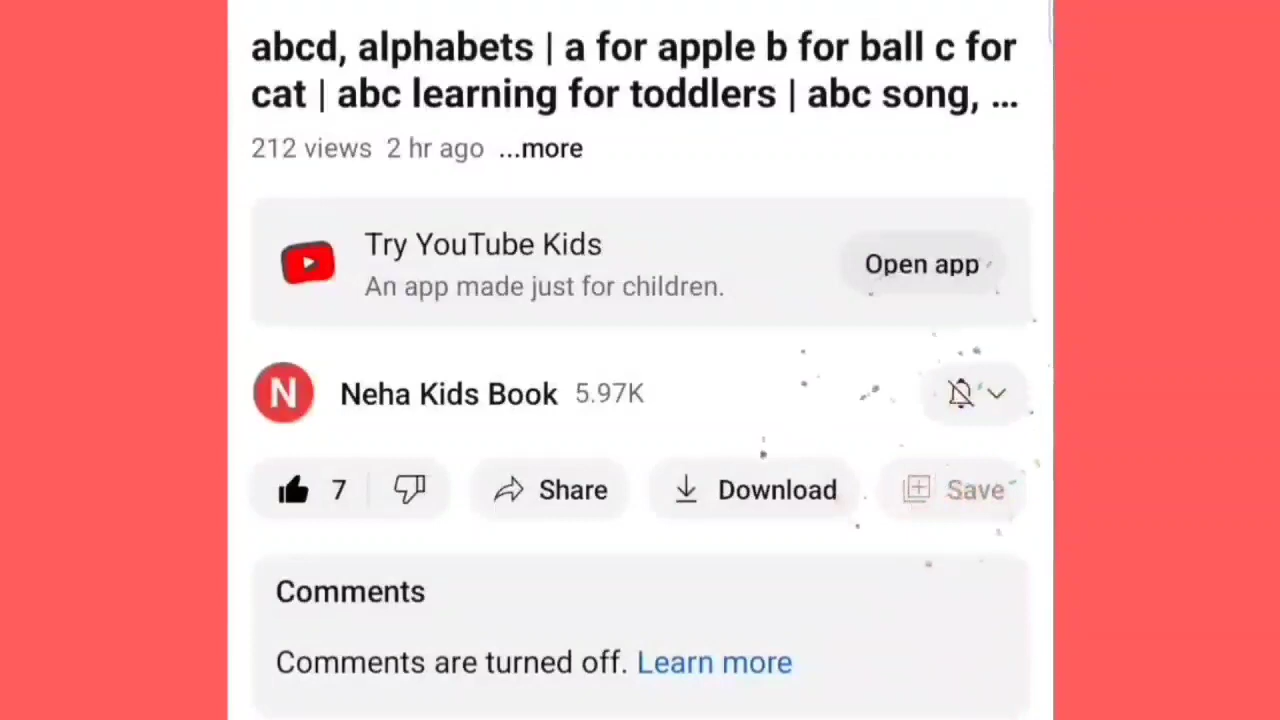 abcd, alphabets | a for apple b for ball c for
cat | abc learning for toddlers | abc song, ...
212 views 2 hr ago ...more
Try YouTube Kids
An app made just for children.
Open app
N
Neha Kids Book 5.97K
7
Share
Download
Save
Comments
Comments are turned off. Learn more